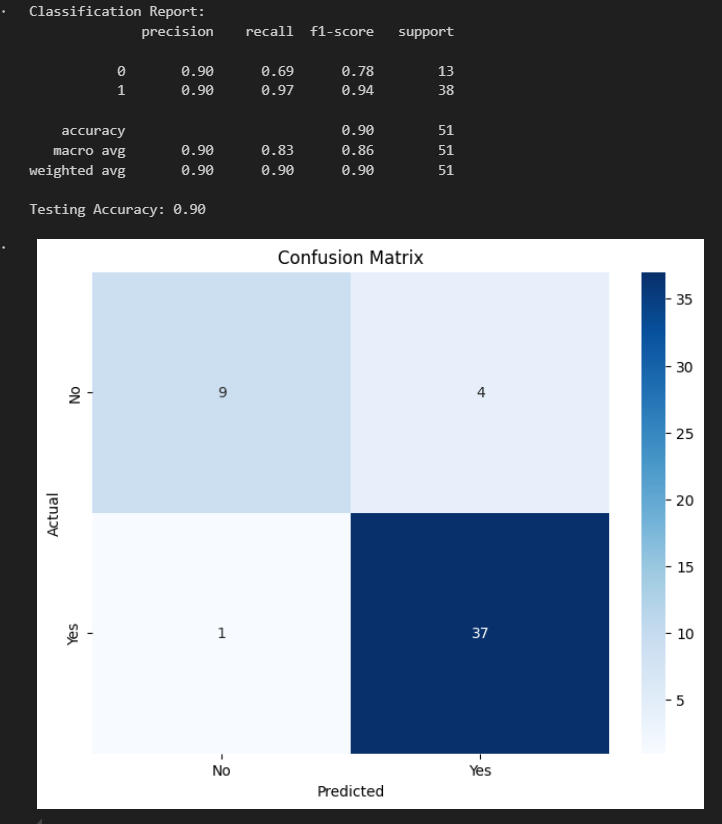 Classification Report:
precision recall f1-score support
0 0.90 0.69 0.78 13
1 0.90 0.97 0.94 38
accuracy 0.90 51
macro avg 0.90 0.83 0.86 51
weighted avg 0.90 0.90 0.90 51
Testing Accuracy: 0.90
Confusion Matrix
No
9
4
Actual
Yes
1
37
No
Yes
Predicted
35
30
25
20
15
10
5